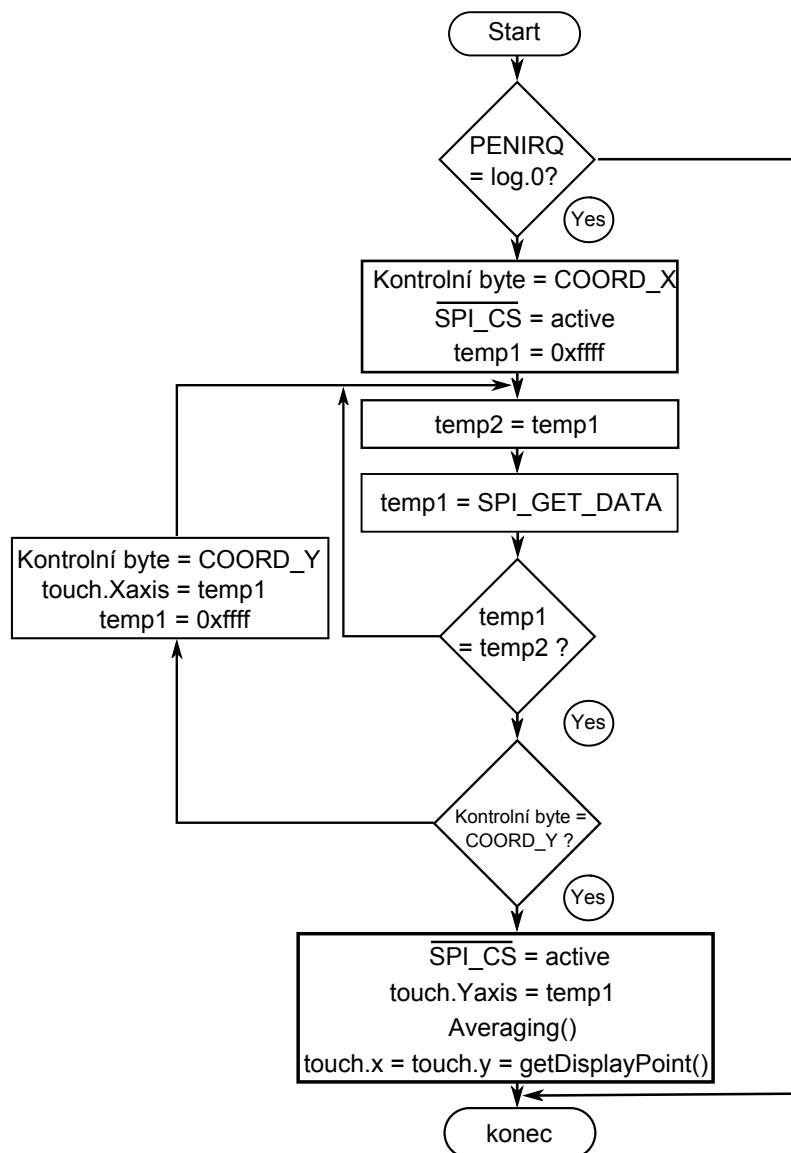 Start
PENIRQ
= log.0?
Yes
Kontrolní byte = COORD_X
SPI_CS = active
temp1 = 0xffff
temp2 = temp1
temp1 = SPI_GET_DATA
Kontrolní byte = COORD_Y
touch.Xaxis = temp1
temp1 = 0xffff
temp1
= temp2 ?
Yes
Kontrolní byte =
COORD_Y ?
Yes
SPI_CS = active
touch.Yaxis = temp1
Averaging()
touch.x = touch.y = getDisplayPoint()
konec